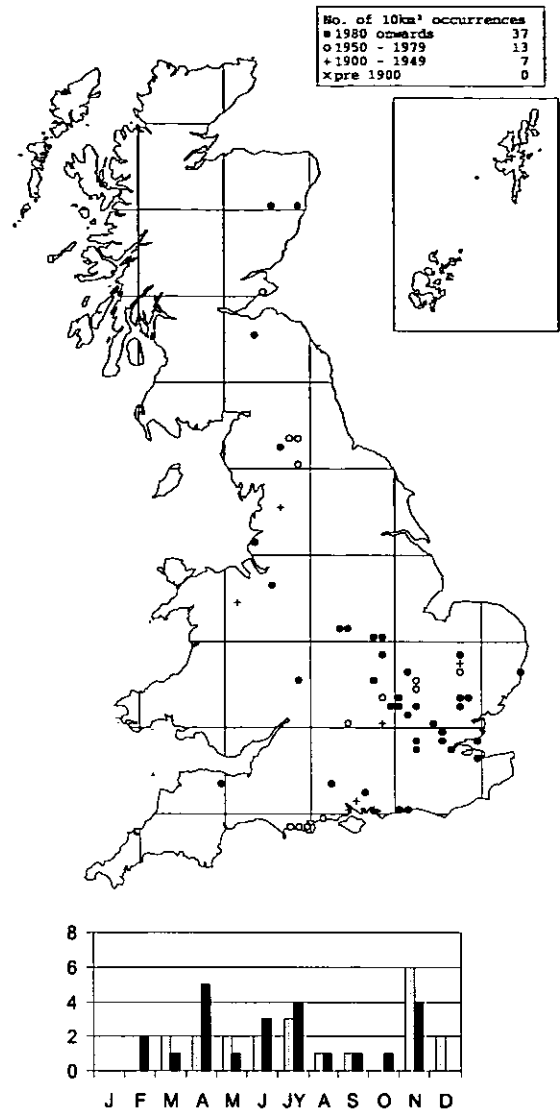 No. of 10km² occurrences
● 1980 onwards 37
○ 1950 - 1979 13
+ 1900 - 1949 7
× pre 1900 0
8
6
4
2
0
J F M A M J JY A S O N D